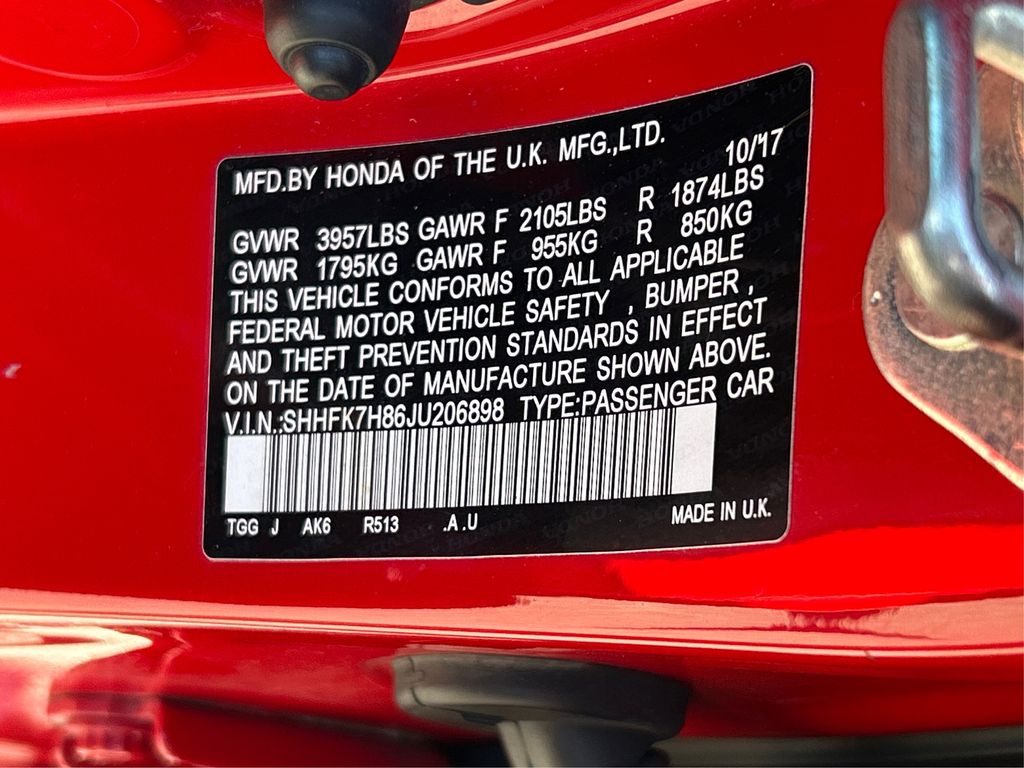 MFD.BY HONDA OF THE U.K. MFG.,LTD. 10/'17
GVWR 3957LBS GAWR F 2105LBS R 1874LBS
GVWR 1795KG GAWR F 955KG R 850KG
THIS VEHICLE CONFORMS TO ALL APPLICABLE
FEDERAL MOTOR VEHICLE SAFETY , BUMPER ,
AND THEFT PREVENTION STANDARDS IN EFFECT
ON THE DATE OF MANUFACTURE SHOWN ABOVE.
V.I.N.:SHHFK7H86JU206898 TYPE:PASSENGER CAR
TGG J AK6 R513 .A .U MADE IN U.K.